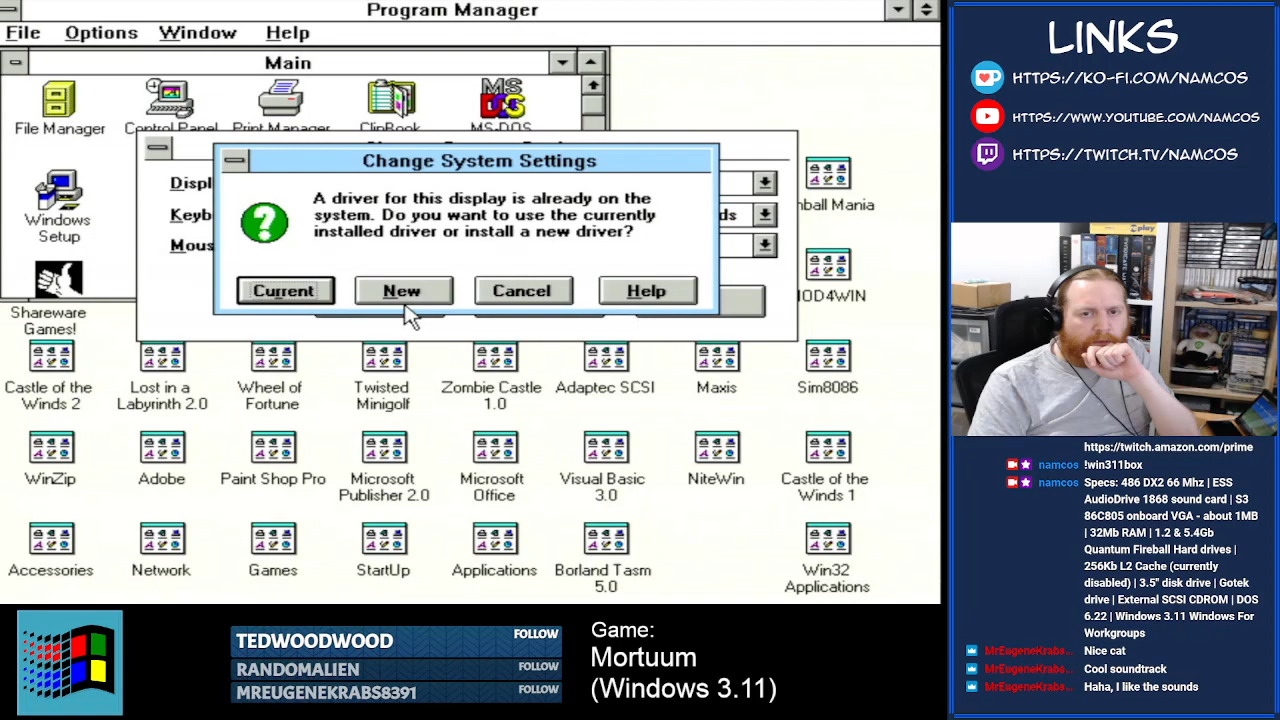 Program Manager
File Options Window Help
Main
File Manager
Control Panel
Print Manager
ClipBook
MS-DOS
Windows
Setup
Shareware
Games!
Displ
Keyb
Mous
ds
Change System Settings
A driver for this display is already on the
system. Do you want to use the currently
installed driver or install a new driver?
Current New Cancel Help
nball Mania
MOD4WIN
Castle of the
Winds 2
Lost in a
Labyrinth 2.0
Wheel of
Fortune
Twisted
Minigolf
Zombie Castle
1.0
Adaptec SCSI
Maxis
Sim8086
WinZip
Adobe
Paint Shop Pro
Microsoft
Publisher 2.0
Microsoft
Office
Visual Basic
3.0
NiteWin
Castle of the
Winds 1
Accessories
Network
Games
StartUp
Applications
Borland Tasm
5.0
Win32
Applications
TEDWOODWOOD FOLLOW
RANDOMALIEN FOLLOW
MREUGENEKRABS8391 FOLLOW
Game:
Mortuum
(Windows 3.11)
LINKS
HTTPS://KO-FI.COM/NAMCOS
HTTPS://WWW.YOUTUBE.COM/NAMCOS
HTTPS://TWITCH.TV/NAMCOS
https://twitch.amazon.com/prime
namcos !win311box
namcos Specs: 486 DX2 66 Mhz | ESS
AudioDrive 1868 sound card | S3
86C805 onboard VGA - about 1MB
| 32Mb RAM | 1.2 & 5.4Gb
Quantum Fireball Hard drives |
256Kb L2 Cache (currently
disabled) | 3.5" disk drive | Gotek
drive | External SCSI CDROM | DOS
6.22 | Windows 3.11 Windows For
Workgroups
MrEugeneKrabs... Nice cat
MrEugeneKrabs... Cool soundtrack
MrEugeneKrabs... Haha, I like the sounds